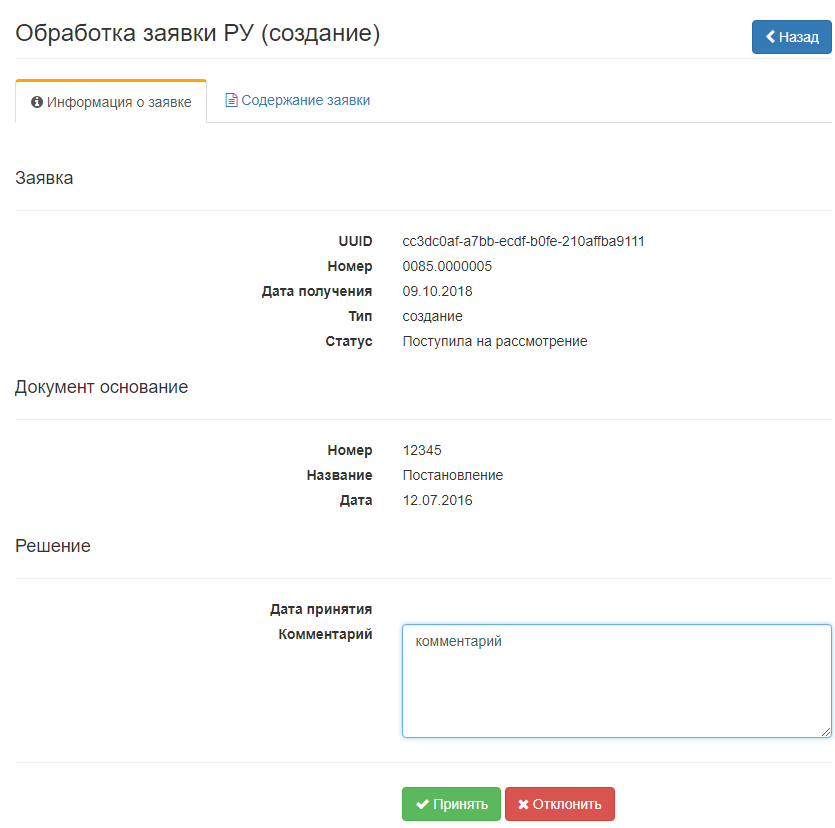 Обработка заявки РУ (создание)
Назад
Информация о заявке
Содержание заявки
Заявка
UUID cc3dc0af-a7bb-ecdf-b0fe-210affba9111
Номер 0085.0000005
Дата получения 09.10.2018
Тип создание
Статус Поступила на рассмотрение
Документ основание
Номер 12345
Название Постановление
Дата 12.07.2016
Решение
Дата принятия
Комментарий комментарий
Принять Отклонить